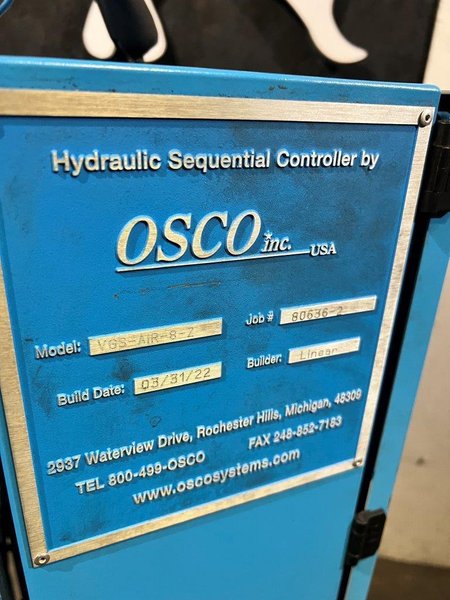 Hydraulic Sequential Controller by
OSCO inc. USA
Model: VGS-AIR-8-Z Job # 80636-2
Build Date: 03/31/22 Builder: Linear
2937 Waterview Drive, Rochester Hills, Michigan, 48309
TEL 800-499-OSCO FAX 248-852-7183
www.oscosystems.com